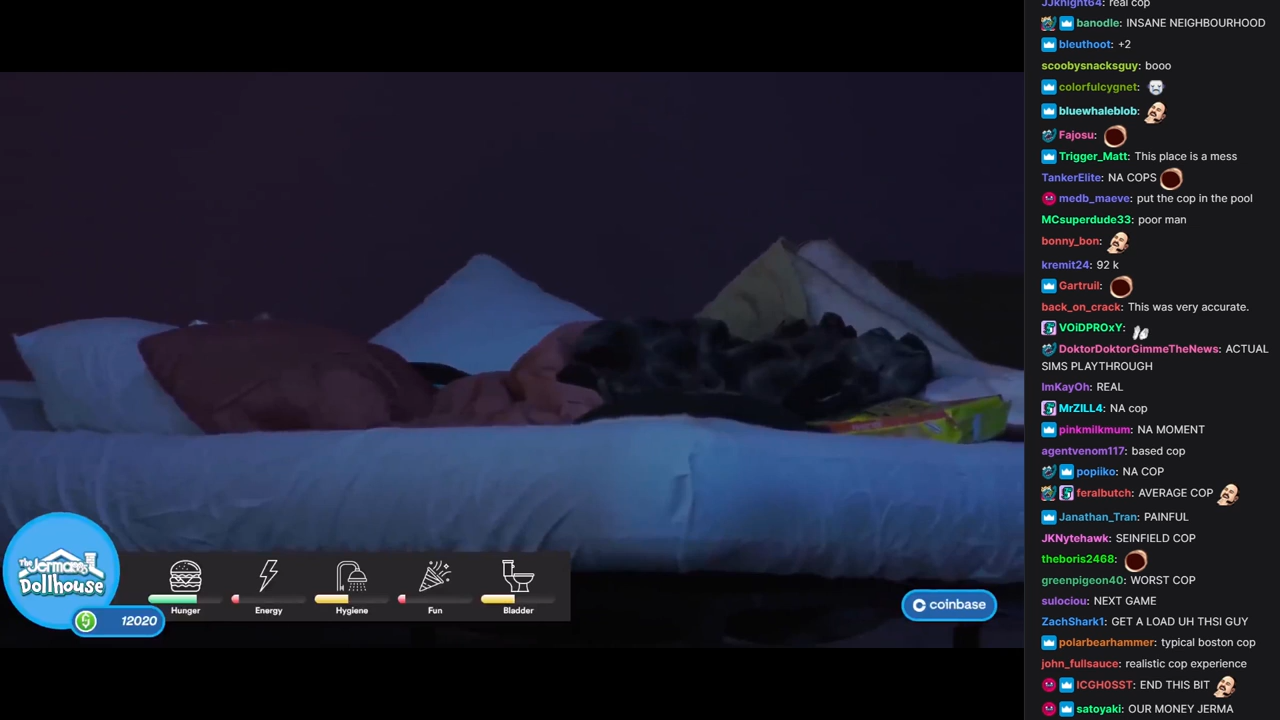 The Jerma985
Dollhouse
12020
Hunger
Energy
Hygiene
Fun
Bladder
coinbase
JJknight64: real cop
banodle: INSANE NEIGHBOURHOOD
bleuthoot: +2
scoobysnacksguy: booo
colorfulcygnet:
bluewhaleblob:
Fajosu:
Trigger_Matt: This place is a mess
TankerElite: NA COPS
medb_maeve: put the cop in the pool
MCsuperdude33: poor man
bonny_bon:
kremit24: 92 k
Gartruil:
back_on_crack: This was very accurate.
VOiDPROxY:
DoktorDoktorGimmeTheNews: ACTUAL
SIMS PLAYTHROUGH
ImKayOh: REAL
MrZILL4: NA cop
pinkmilkmum: NA MOMENT
agentvenom117: based cop
popiiko: NA COP
feralbutch: AVERAGE COP
Janathan_Tran: PAINFUL
JKNytehawk: SEINFIELD COP
theboris2468:
greenpigeon40: WORST COP
sulociou: NEXT GAME
ZachShark1: GET A LOAD UH THSI GUY
polarbearhammer: typical boston cop
john_fullsauce: realistic cop experience
ICGH0SST: END THIS BIT
satoyaki: OUR MONEY JERMA